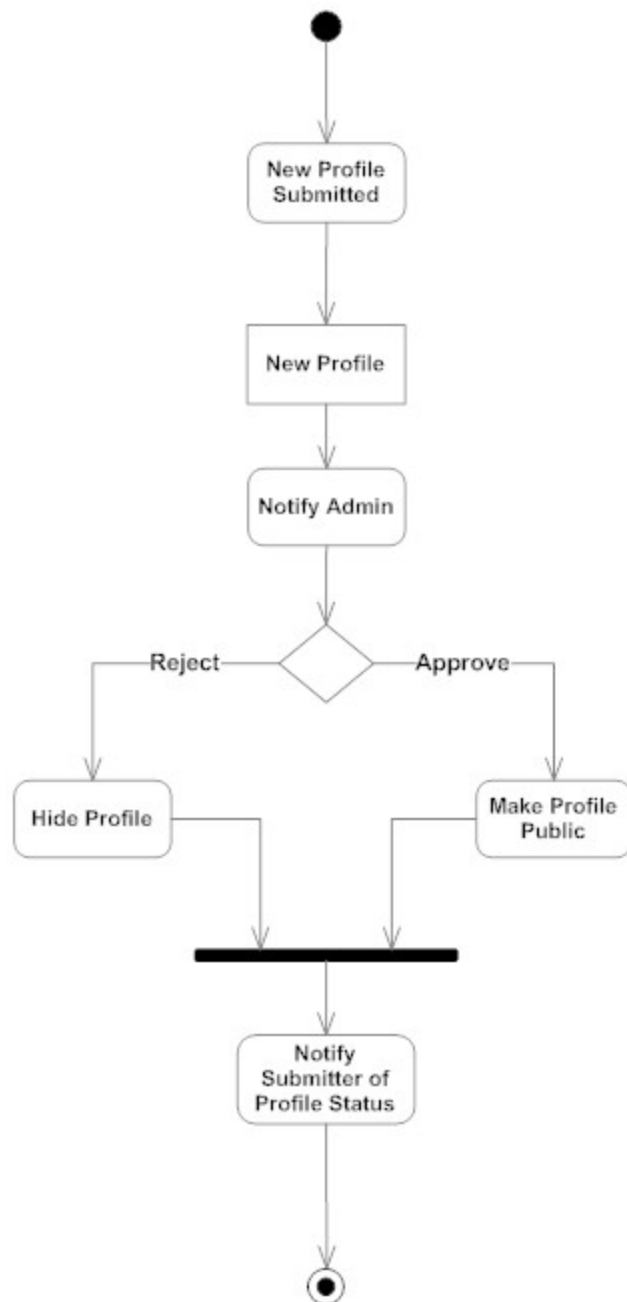 New Profile
Submitted
New Profile
Notify Admin
Reject
Approve
Hide Profile
Make Profile
Public
Notify
Submitter of
Profile Status